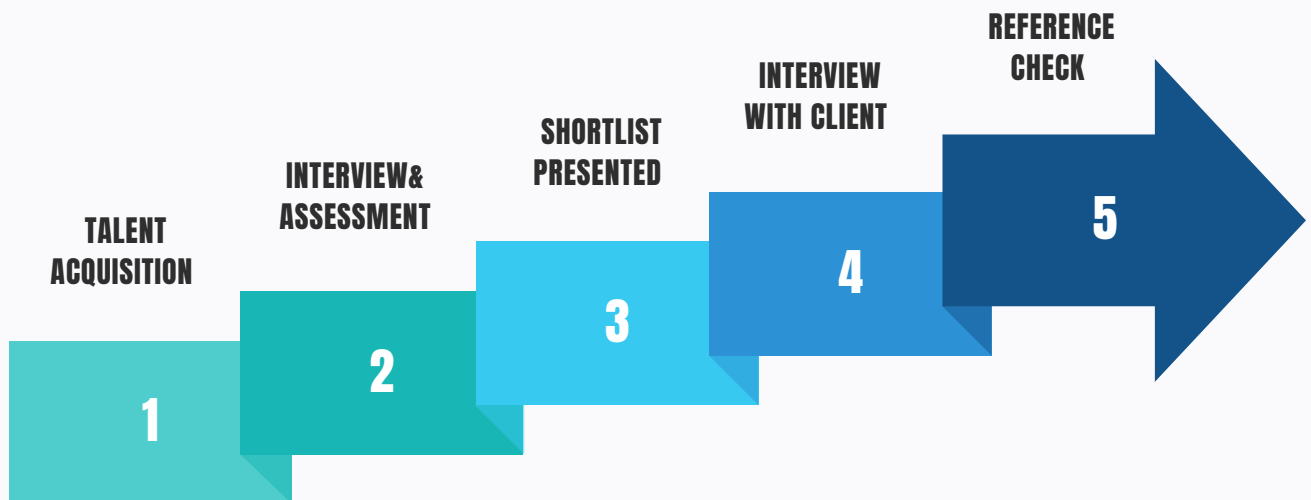 TALENT
ACQUISITION
1
INTERVIEW&
ASSESSMENT
2
SHORTLIST
PRESENTED
3
INTERVIEW
WITH CLIENT
4
REFERENCE
CHECK
5